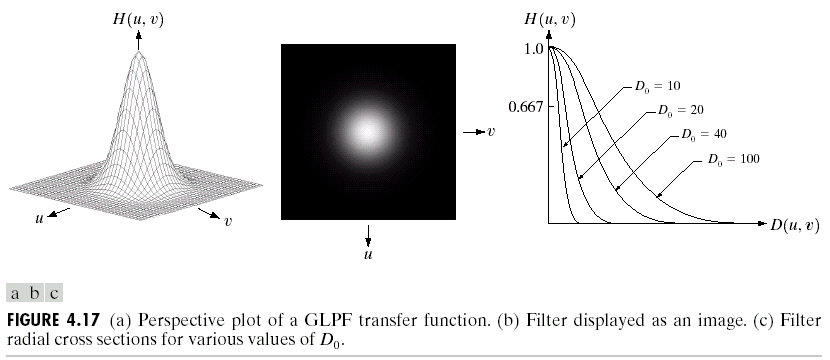 H(u, v)
u
v
v
u
H(u, v)
1.0
0.667
D₀ = 10
D₀ = 20
D₀ = 40
D₀ = 100
D(u, v)
a b c
FIGURE 4.17 (a) Perspective plot of a GLPF transfer function. (b) Filter displayed as an image. (c) Filter
radial cross sections for various values of D₀.